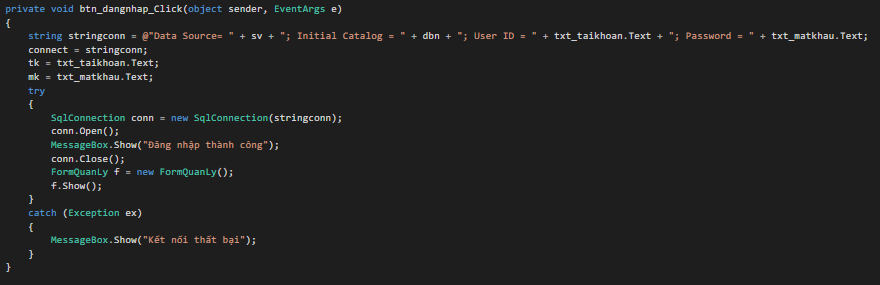 private void btn_dangnhap_Click(object sender, EventArgs e)
{
string stringconn = @"Data Source= " + sv + "; Initial Catalog = " + dbn + "; User ID = " + txt_taikhoan.Text + "; Password = " + txt_matkhau.Text;
connect = stringconn;
tk = txt_taikhoan.Text;
mk = txt_matkhau.Text;
try
{
SqlConnection conn = new SqlConnection(stringconn);
conn.Open();
MessageBox.Show("Đăng nhập thành công");
conn.Close();
FormQuanLy f = new FormQuanLy();
f.Show();
}
catch (Exception ex)
{
MessageBox.Show("Kết nối thất bại");
}
}